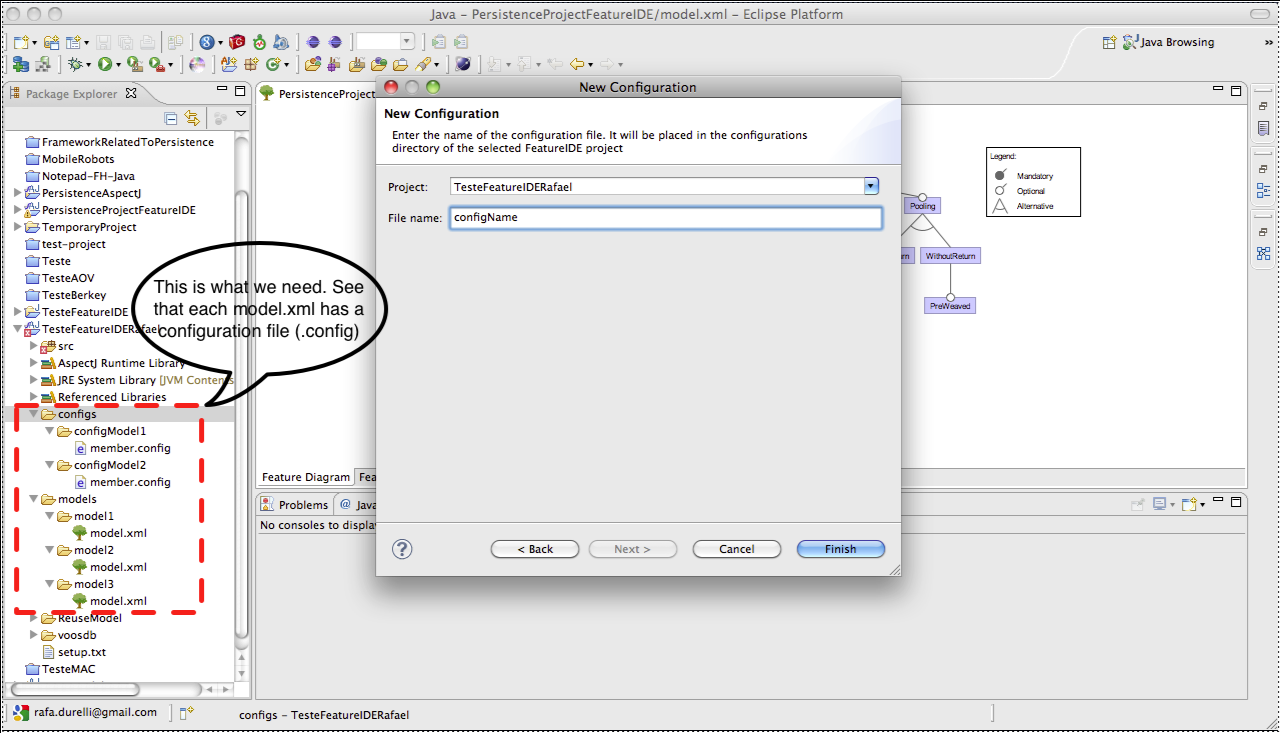 Java – PersistenceProjectFeatureIDE/model.xml – Eclipse Platform
Java Browsing
»
Package Explorer
FrameworkRelatedToPersistence
MobileRobots
Notepad-FH-Java
PersistenceAspectJ
PersistenceProjectFeatureIDE
TemporaryProject
test-project
Teste
TesteAOV
TesteBerkey
TesteFeatureIDE
TesteFeatureIDERafael
src
AspectJ Runtime Library
JRE System Library [JVM Contents
Referenced Libraries
configs
configModel1
member.config
configModel2
member.config
models
model1
model.xml
model2
model.xml
model3
model.xml
ReuseModel
voosdb
setup.txt
TesteMAC
This is what we need. See
that each model.xml has a
configuration file (.config)
PersistenceProject
New Configuration
New Configuration
Enter the name of the configuration file. It will be placed in the configurations
directory of the selected FeatureIDE project
Project:
TesteFeatureIDERafael
File name:
configName
?
< Back
Next >
Cancel
Finish
Legend:
Mandatory
Optional
Alternative
Pooling
WithoutReturn
PreWeaved
Feature Diagram
Fea
Problems
@ Java
No consoles to displa
rafa.durelli@gmail.com
configs – TesteFeatureIDERafael